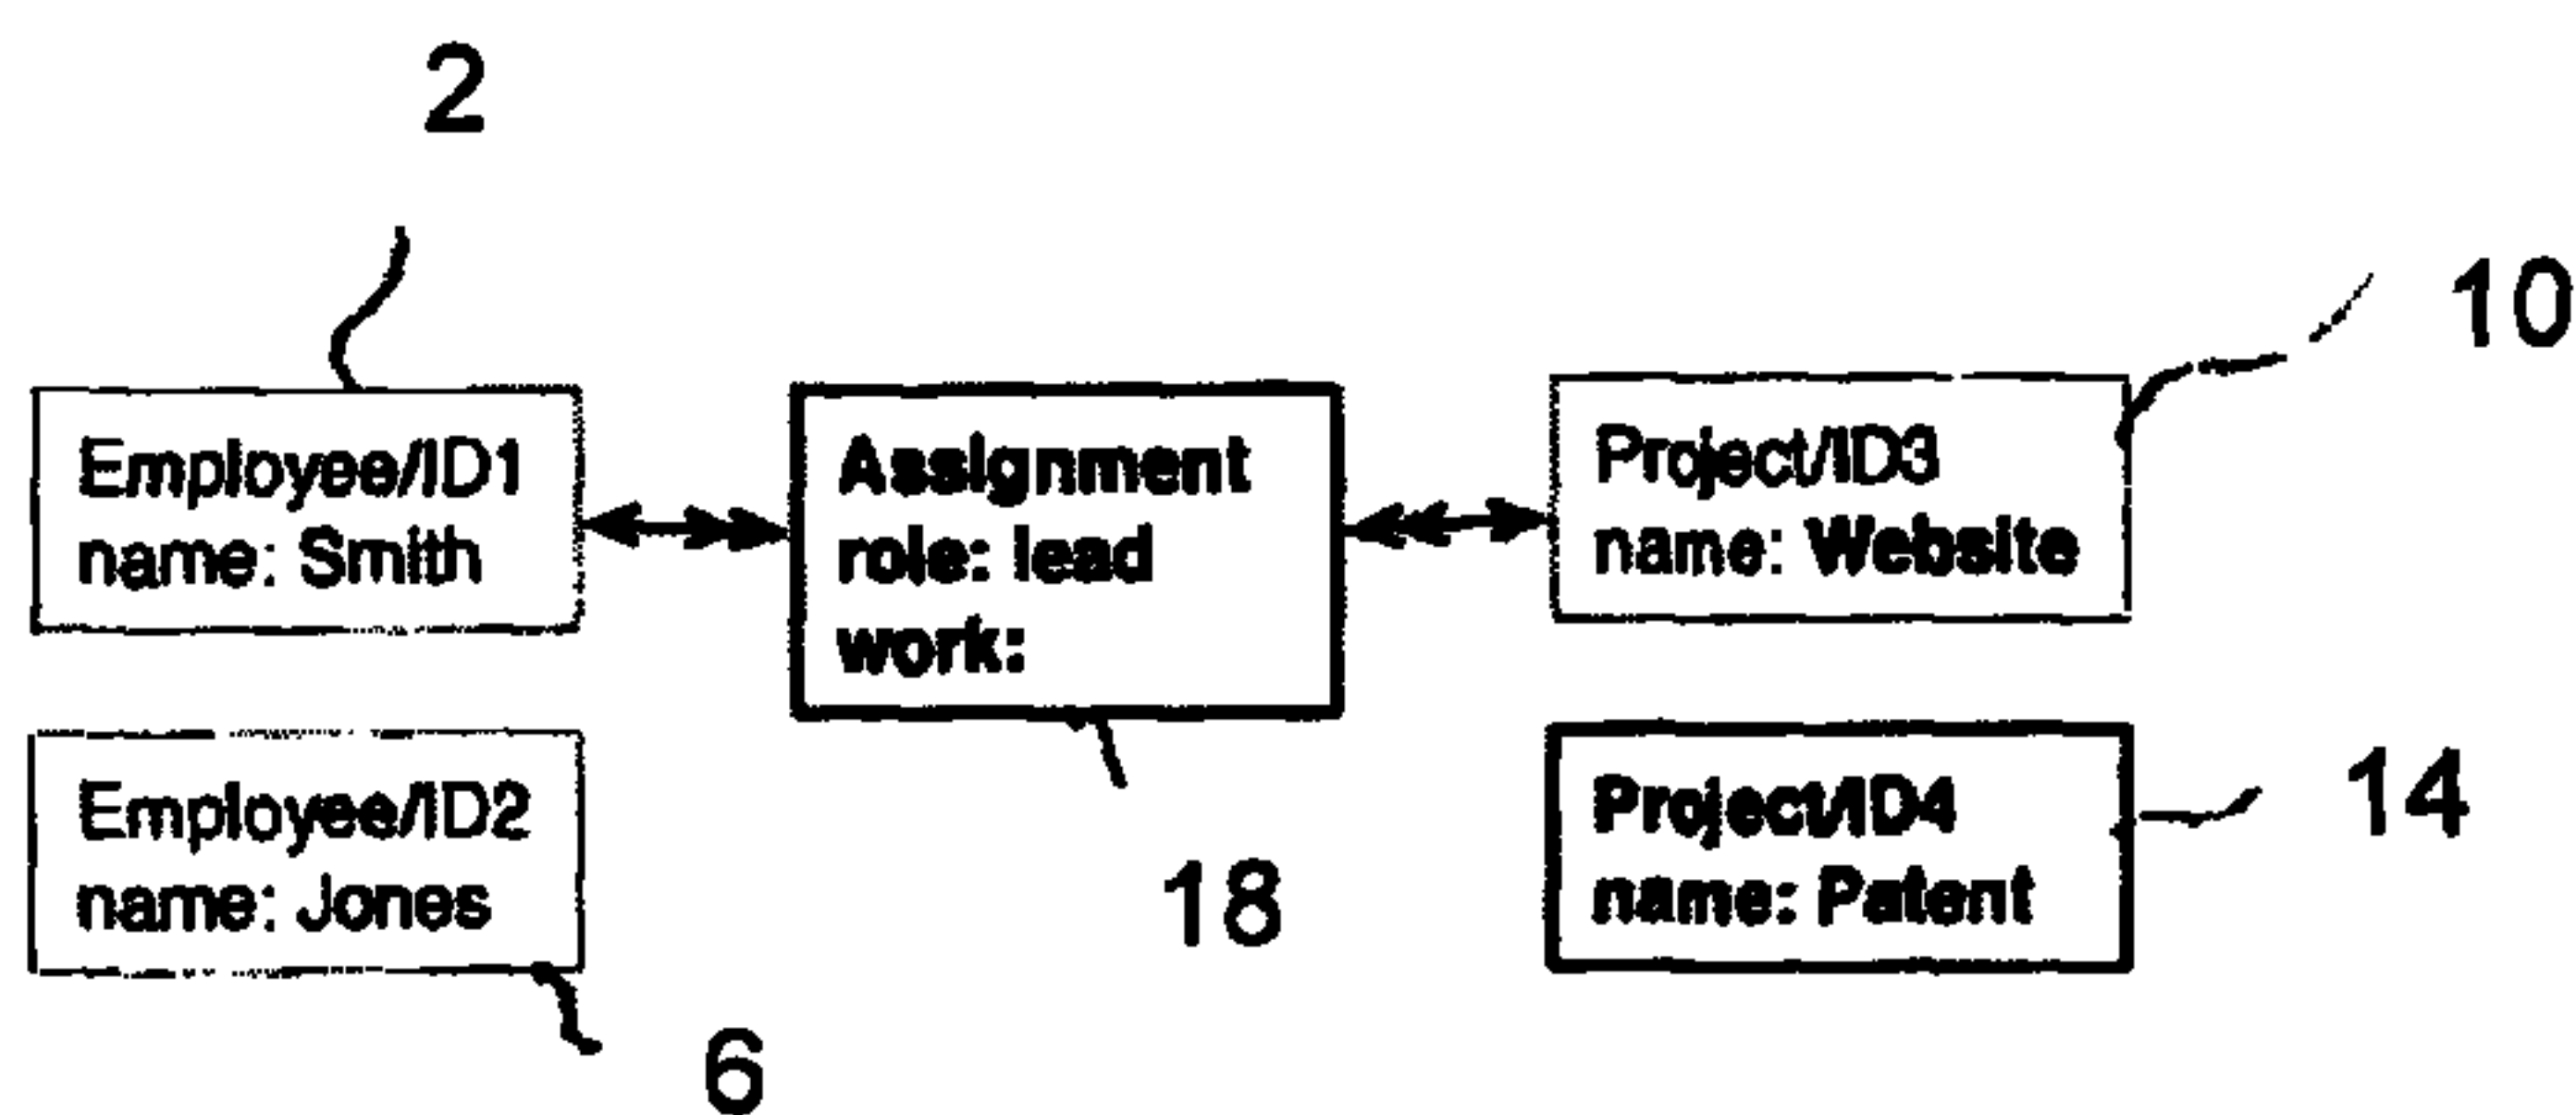 2
10
Employee/ID1
name: Smith
Assignment
role: lead
work:
Project/ID3
name: Website
Employee/ID2
name: Jones
Project/ID4
name: Patent
14
18
6